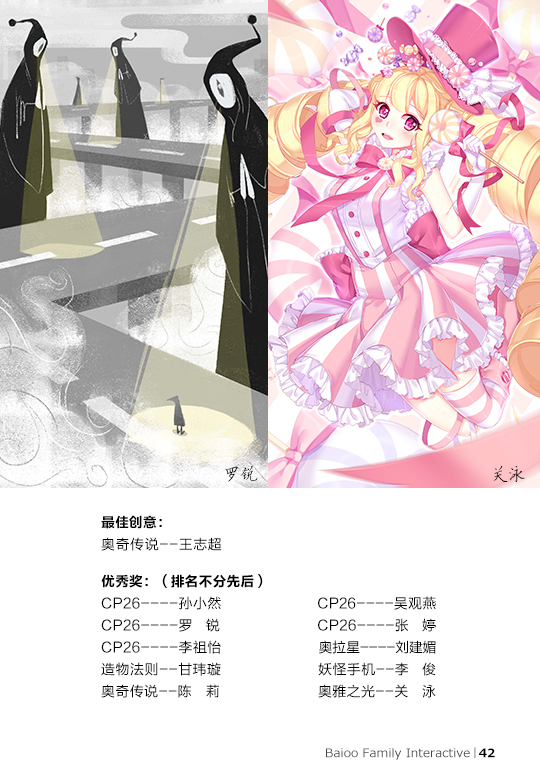 罗锐
关泳
最佳创意：
奥奇传说--王志超
优秀奖：（排名不分先后）
CP26----孙小然 CP26----吴观燕
CP26----罗 锐 CP26----张 婷
CP26----李祖怡 奥拉星----刘建媚
造物法则--甘玮璇 妖怪手机--李 俊
奥奇传说--陈 莉 奥雅之光--关 泳
Baioo Family Interactive | 42